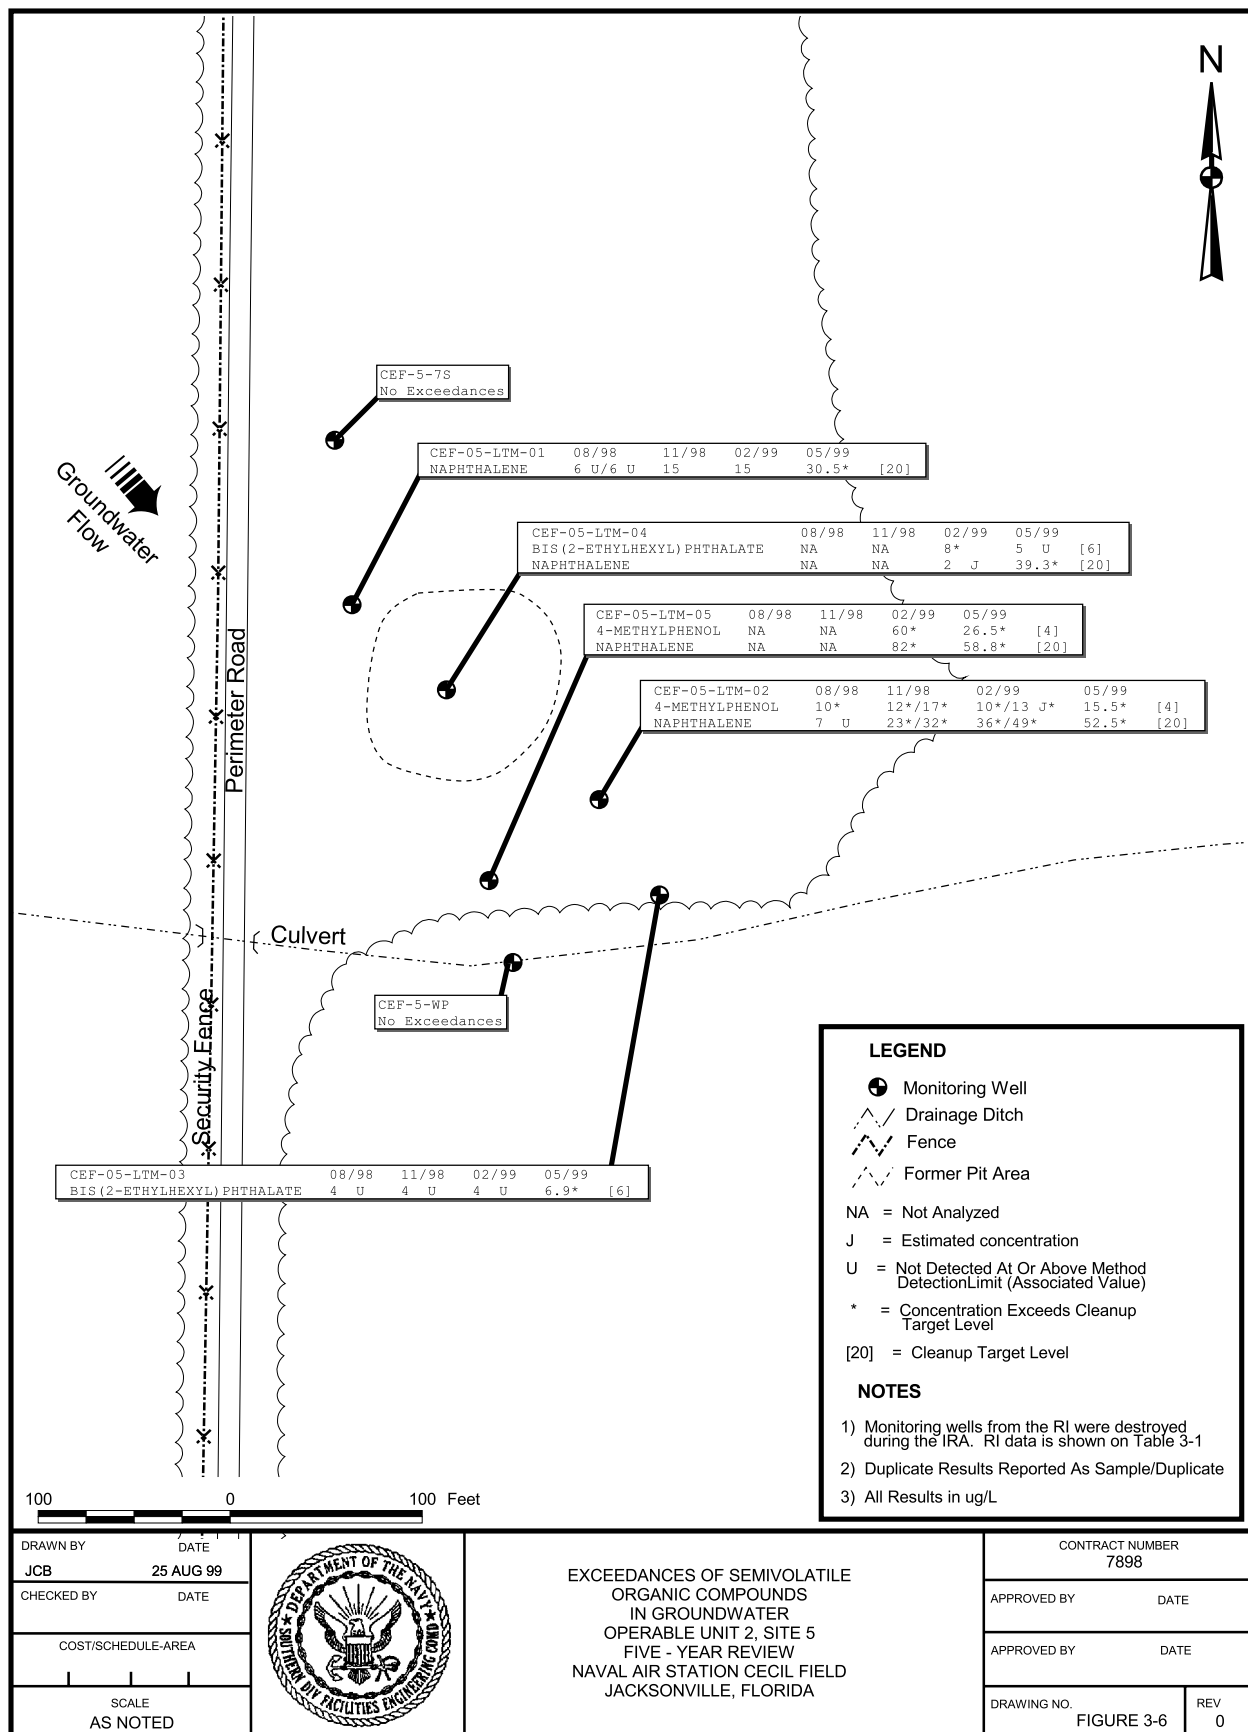 N
CEF-5-7S
No Exceedances
Groundwater
Flow
CEF-05-LTM-01 08/98 11/98 02/99 05/99
NAPHTHALENE 6 U/6 U 15 15 30.5* [20]
CEF-05-LTM-04 08/98 11/98 02/99 05/99
BIS(2-ETHYLHEXYL)PHTHALATE NA NA 8* 5 U [6]
NAPHTHALENE NA NA 2 J 39.3* [20]
CEF-05-LTM-05 08/98 11/98 02/99 05/99
4-METHYLPHENOL NA NA 60* 26.5* [4]
NAPHTHALENE NA NA 82* 58.8* [20]
CEF-05-LTM-02 08/98 11/98 02/99 05/99
4-METHYLPHENOL 10* 12*/17* 10*/13 J* 15.5* [4]
NAPHTHALENE 7 U 23*/32* 36*/49* 52.5* [20]
Perimeter Road
Culvert
CEF-5-WP
No Exceedances
Security Fence
CEF-05-LTM-03 08/98 11/98 02/99 05/99
BIS(2-ETHYLHEXYL)PHTHALATE 4 U 4 U 4 U 6.9* [6]
LEGEND
Monitoring Well
Drainage Ditch
Fence
Former Pit Area
NA = Not Analyzed
J = Estimated concentration
U = Not Detected At Or Above Method
DetectionLimit (Associated Value)
* = Concentration Exceeds Cleanup
Target Level
[20] = Cleanup Target Level
NOTES
1) Monitoring wells from the RI were destroyed
during the IRA. RI data is shown on Table 3-1
2) Duplicate Results Reported As Sample/Duplicate
3) All Results in ug/L
100 0 100 Feet
DRAWN BY DATE
JCB 25 AUG 99
CHECKED BY DATE
COST/SCHEDULE-AREA
SCALE
AS NOTED
DEPARTMENT OF THE NAVY
SOUTHERN DIV FACILITIES ENGINEERING COMD
EXCEEDANCES OF SEMIVOLATILE
ORGANIC COMPOUNDS
IN GROUNDWATER
OPERABLE UNIT 2, SITE 5
FIVE - YEAR REVIEW
NAVAL AIR STATION CECIL FIELD
JACKSONVILLE, FLORIDA
CONTRACT NUMBER
7898
APPROVED BY DATE
APPROVED BY DATE
DRAWING NO.
FIGURE 3-6
REV
0